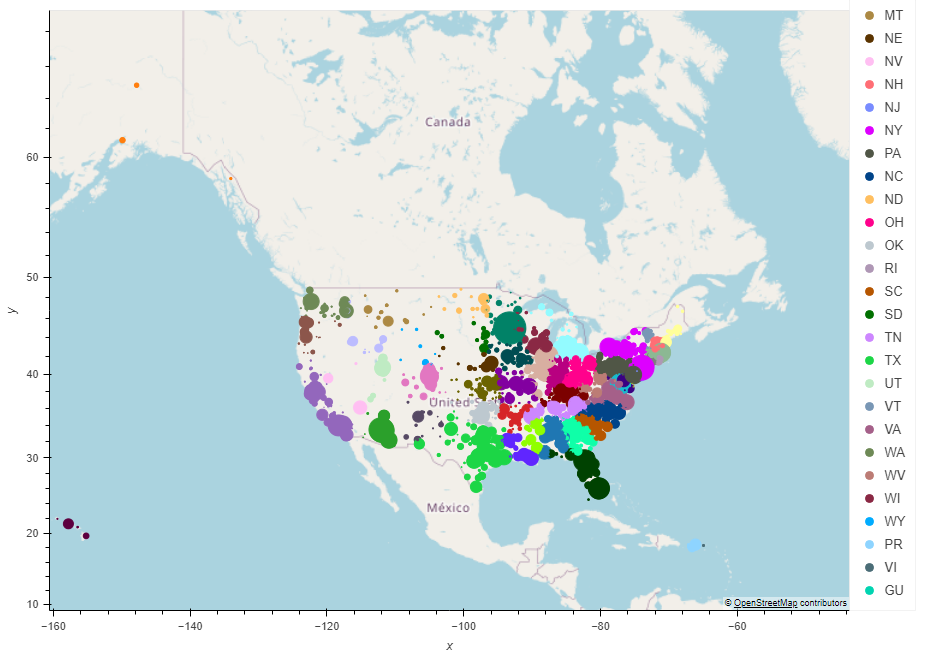 MT
NE
NV
NH
NJ
NY
PA
NC
ND
OH
OK
RI
SC
SD
TN
TX
UT
VT
VA
WA
WV
WI
WY
PR
VI
GU
Canada
United
México
60
50
40
30
20
10
y
−160
−140
−120
−100
−80
−60
x
© OpenStreetMap contributors